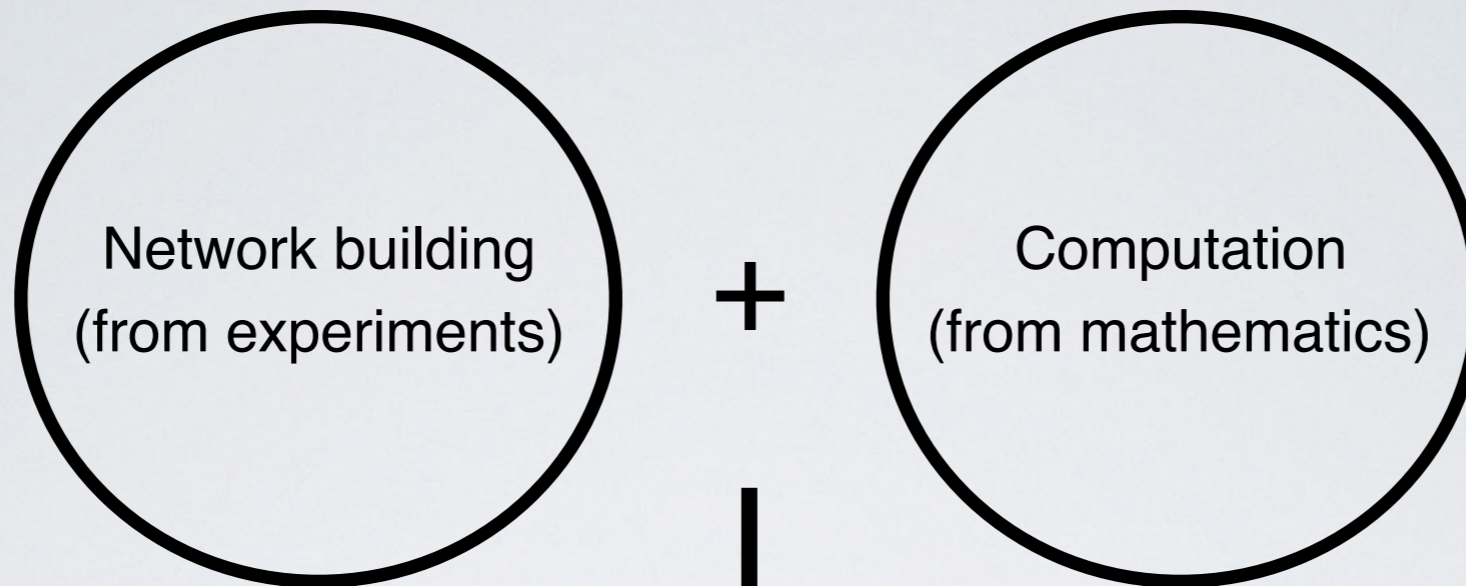 Network building
(from experiments)
+
Computation
(from mathematics)